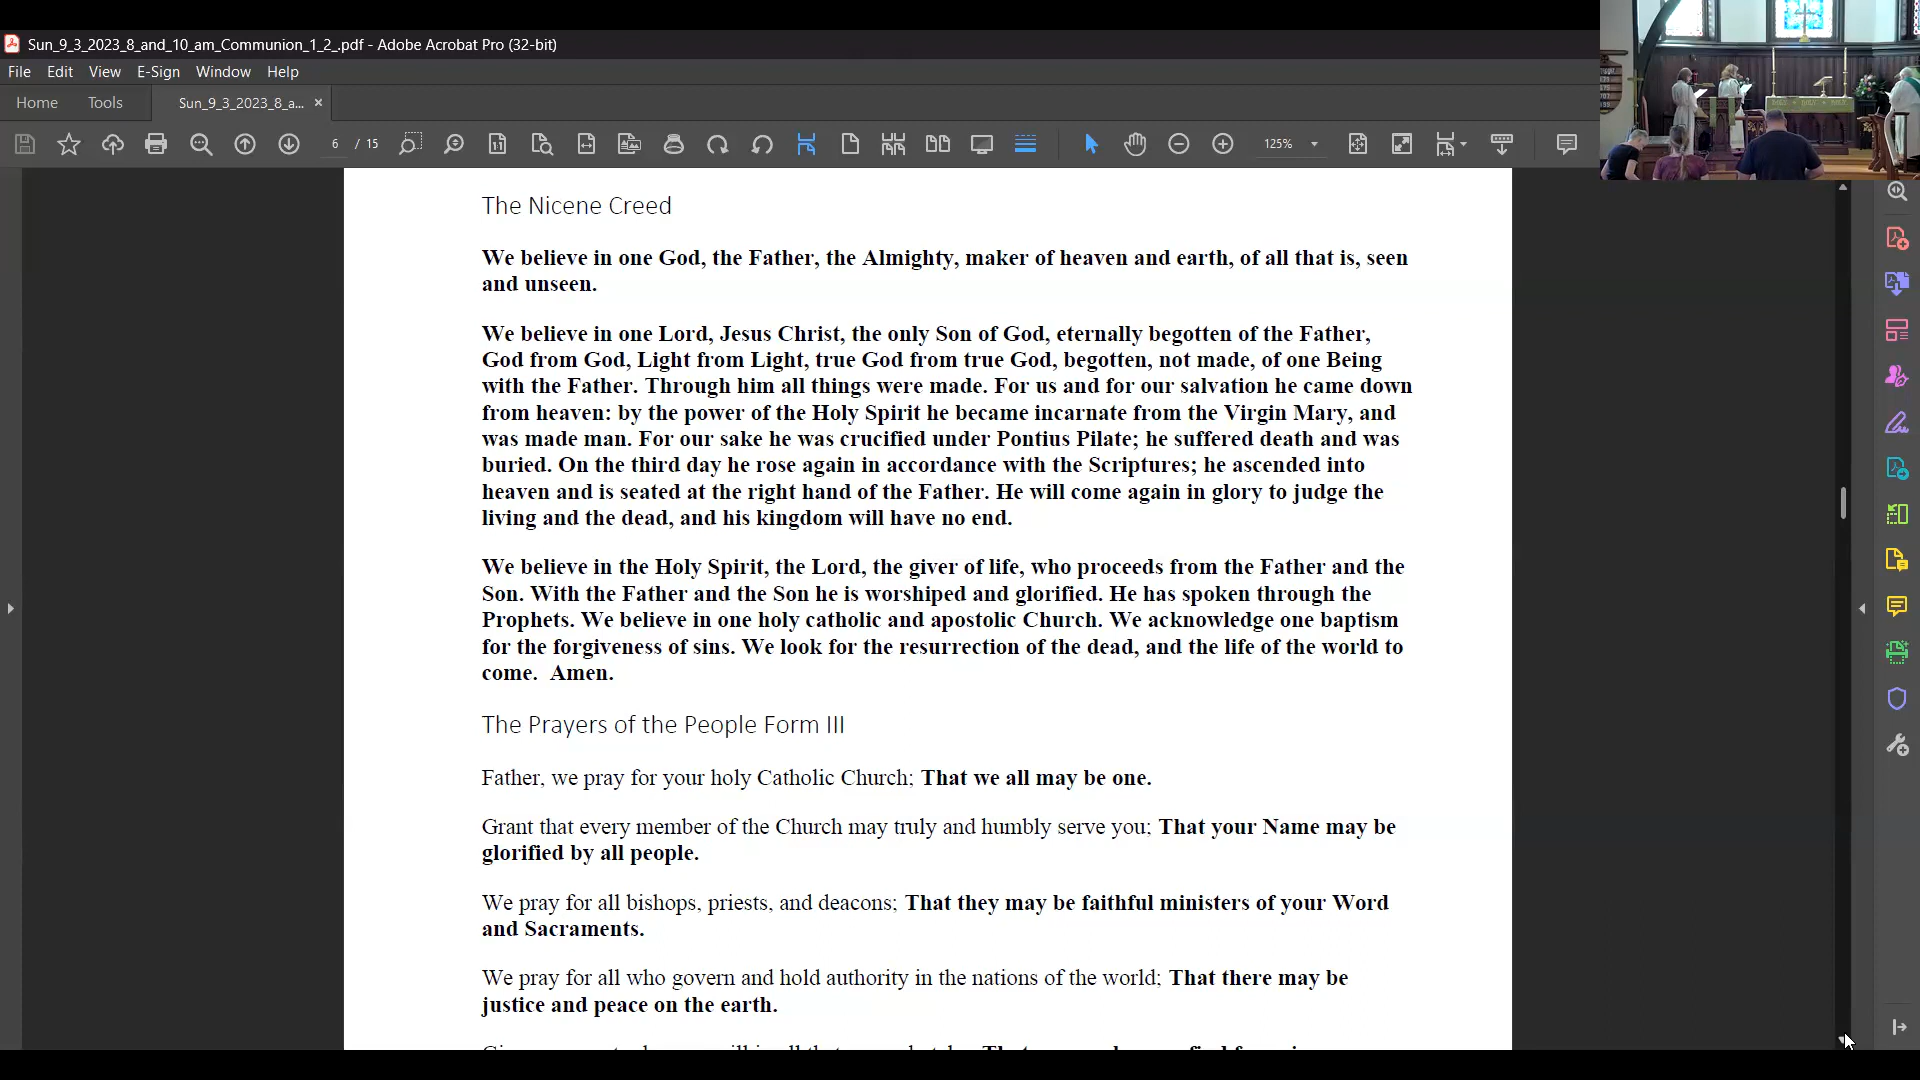 Sun_9_3_2023_8_and_10_am_Communion_1_2_.pdf - Adobe Acrobat Pro (32-bit)
File Edit View E-Sign Window Help
Home Tools Sun_9_3_2023_8_a... ×
6 / 15 125%
The Nicene Creed
We believe in one God, the Father, the Almighty, maker of heaven and earth, of all that is, seen
and unseen.
We believe in one Lord, Jesus Christ, the only Son of God, eternally begotten of the Father,
God from God, Light from Light, true God from true God, begotten, not made, of one Being
with the Father. Through him all things were made. For us and for our salvation he came down
from heaven: by the power of the Holy Spirit he became incarnate from the Virgin Mary, and
was made man. For our sake he was crucified under Pontius Pilate; he suffered death and was
buried. On the third day he rose again in accordance with the Scriptures; he ascended into
heaven and is seated at the right hand of the Father. He will come again in glory to judge the
living and the dead, and his kingdom will have no end.
We believe in the Holy Spirit, the Lord, the giver of life, who proceeds from the Father and the
Son. With the Father and the Son he is worshiped and glorified. He has spoken through the
Prophets. We believe in one holy catholic and apostolic Church. We acknowledge one baptism
for the forgiveness of sins. We look for the resurrection of the dead, and the life of the world to
come. Amen.
The Prayers of the People Form III
Father, we pray for your holy Catholic Church; That we all may be one.
Grant that every member of the Church may truly and humbly serve you; That your Name may be
glorified by all people.
We pray for all bishops, priests, and deacons; That they may be faithful ministers of your Word
and Sacraments.
We pray for all who govern and hold authority in the nations of the world; That there may be
justice and peace on the earth.